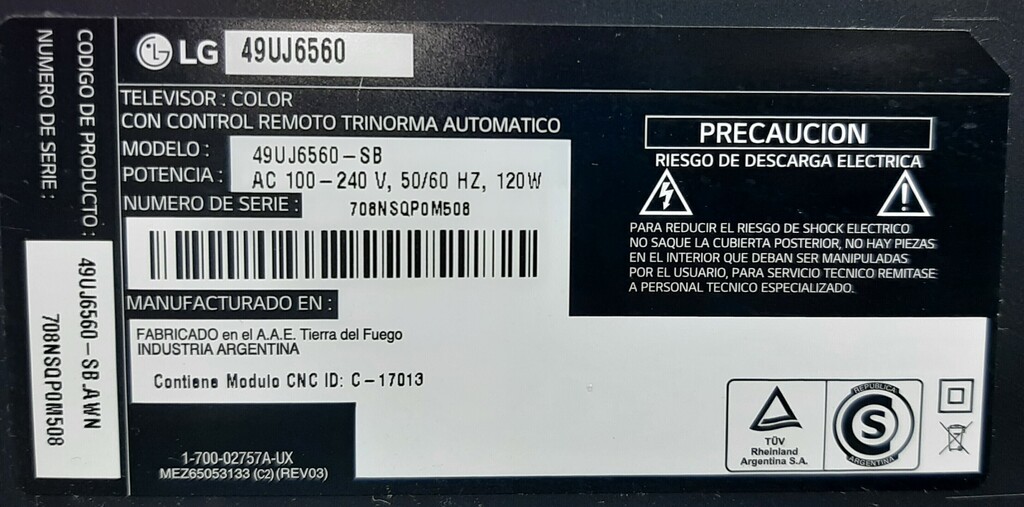 CODIGO DE PRODUCTO :
NUMERO DE SERIE :
49UJ6560-SB.AWN
708NSQP0M508
LG 49UJ6560
TELEVISOR : COLOR
CON CONTROL REMOTO TRINORMA AUTOMATICO
MODELO : 49UJ6560-SB
POTENCIA : AC 100-240 V, 50/60 HZ, 120W
NUMERO DE SERIE : 708NSQP0M508
MANUFACTURADO EN :
FABRICADO en el A.A.E. Tierra del Fuego
INDUSTRIA ARGENTINA
Contiene Modulo CNC ID: C-17013
1-700-02757A-UX
MEZ65053133 (C2) (REV03)
PRECAUCION
RIESGO DE DESCARGA ELECTRICA
PARA REDUCIR EL RIESGO DE SHOCK ELECTRICO
NO SAQUE LA CUBIERTA POSTERIOR, NO HAY PIEZAS
EN EL INTERIOR QUE DEBAN SER MANIPULADAS
POR EL USUARIO, PARA SERVICIO TECNICO REMITASE
A PERSONAL TECNICO ESPECIALIZADO.
TÜV
Rheinland
Argentina S.A.
REPUBLICA
S
ARGENTINA